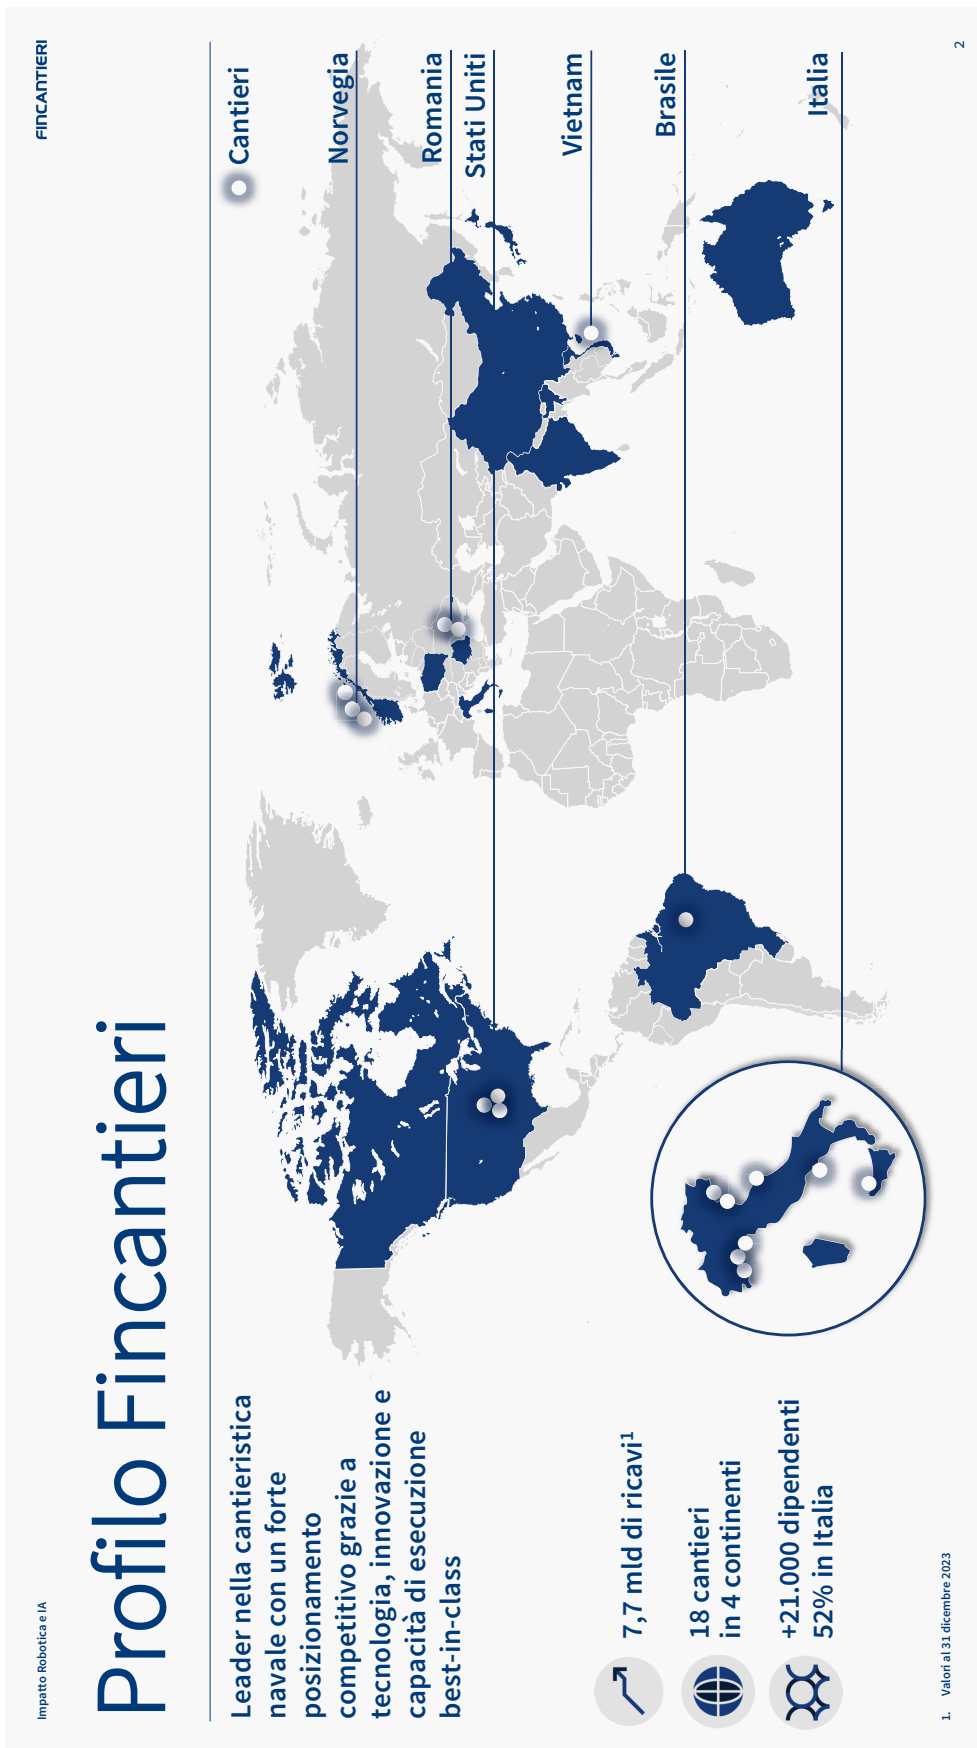 Impatto Robotica e IA
FINCANTIERI
Profilo Fincantieri
Leader nella cantieristica
navale con un forte
posizionamento
competitivo grazie a
tecnologia, innovazione e
capacità di esecuzione
best-in-class
7,7 mld di ricavi¹
18 cantieri
in 4 continenti
+21.000 dipendenti
52% in Italia
Cantieri
Norvegia
Romania
Stati Uniti
Vietnam
Brasile
Italia
1. Valori al 31 dicembre 2023
2